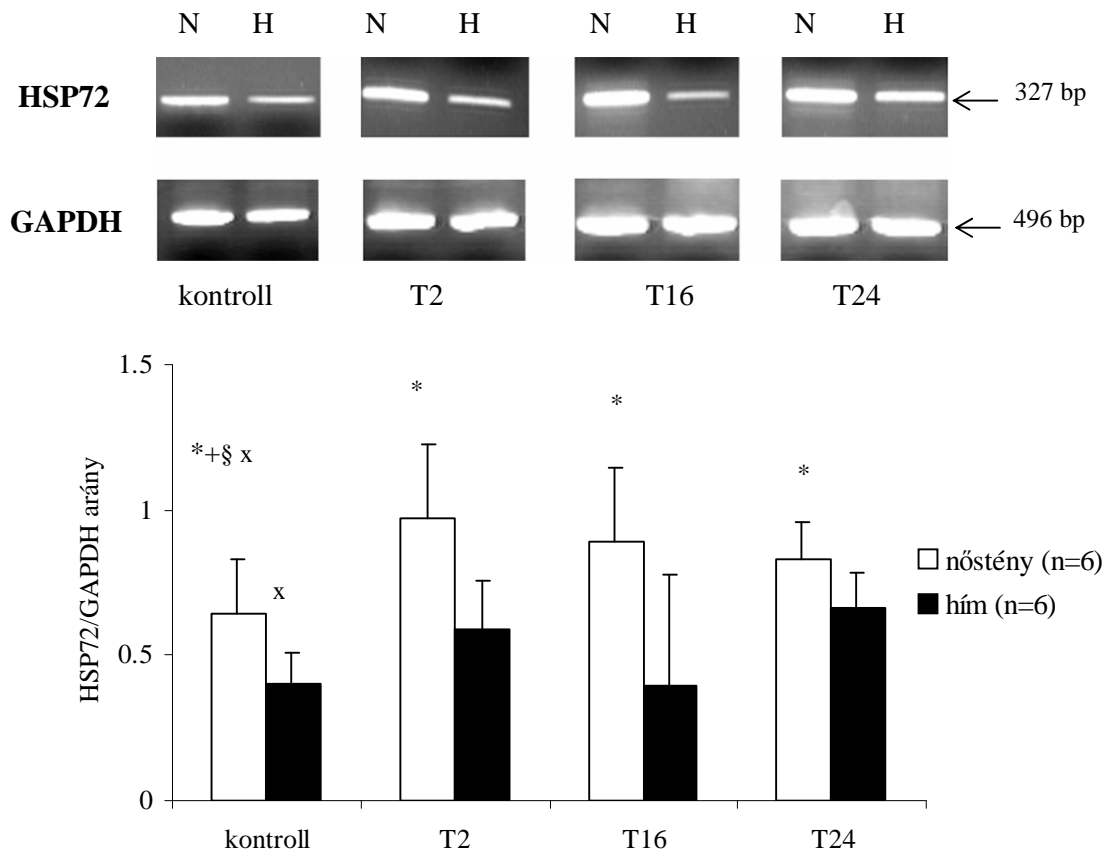 N H N H N H N H
HSP72
327 bp
GAPDH
496 bp
kontroll T2 T16 T24
1.5
1
0.5
0
HSP72/GAPDH arány
*+§ x
x
*
*
*
kontroll T2 T16 T24
nőstény (n=6)
hím (n=6)